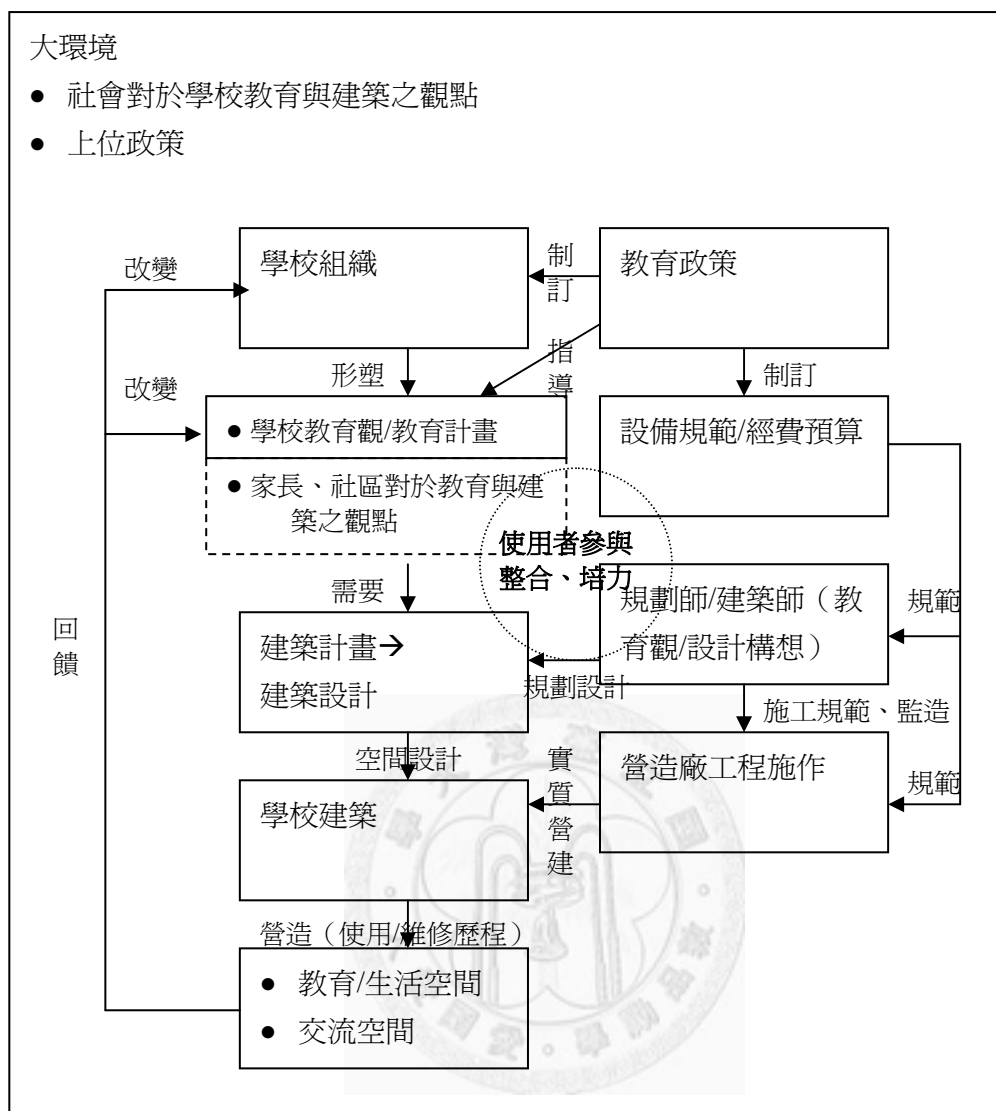 大環境
● 社會對於學校教育與建築之觀點
● 上位政策
學校組織
制訂
教育政策
改變
形塑
指導
制訂
改變
● 學校教育觀/教育計畫
設備規範/經費預算
● 家長、社區對於教育與建
築之觀點
使用者參與
整合、培力
需要
規劃師/建築師（教
育觀/設計構想）
規範
回饋
建築計畫→
建築設計
規劃設計
施工規範、監造
空間設計
實質營建
營造廠工程施作
規範
學校建築
營造（使用/維修歷程）
● 教育/生活空間
● 交流空間